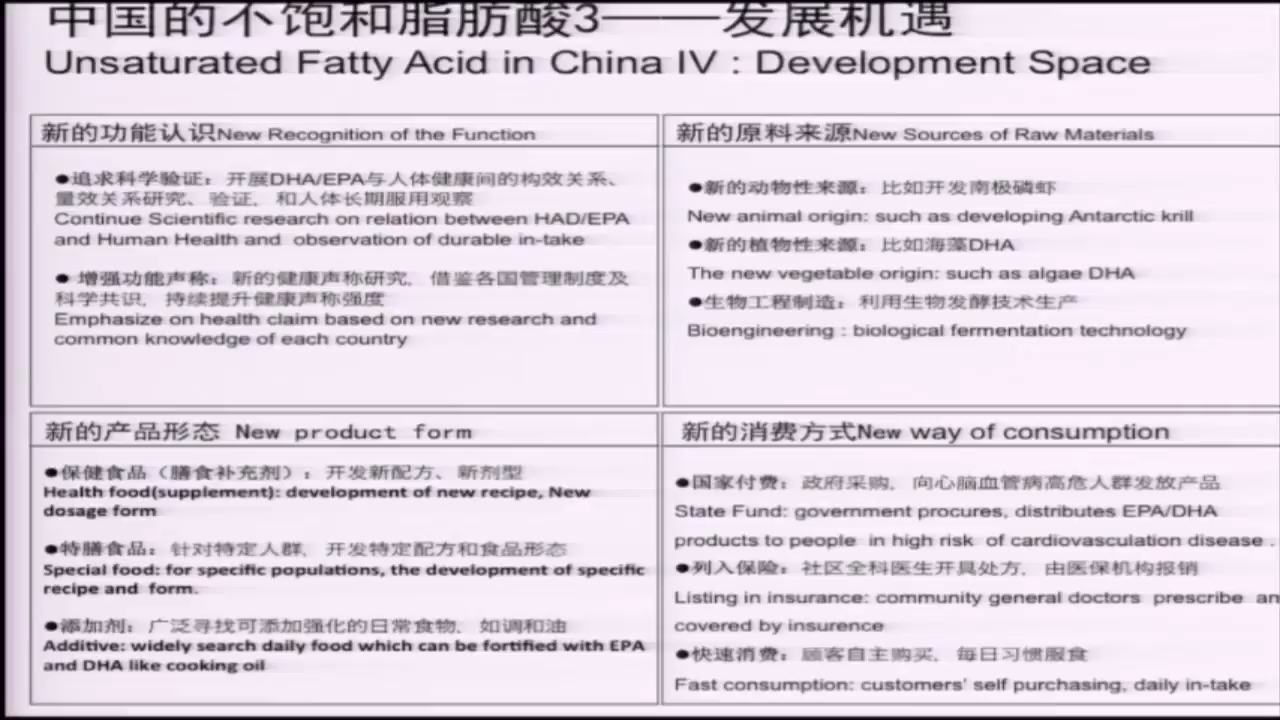 中国的不饱和脂肪酸3——发展机遇
Unsaturated Fatty Acid in China IV : Development Space
新的功能认识New Recognition of the Function
●追求科学验证：开展DHA/EPA与人体健康间的构效关系、
量效关系研究、验证，和人体长期服用观察
Continue Scientific research on relation between HAD/EPA
and Human Health and observation of durable in-take
● 增强功能声称：新的健康声称研究，借鉴各国管理制度及
科学共识，持续提升健康声称强度
Emphasize on health claim based on new research and
common knowledge of each country
新的原料来源New Sources of Raw Materials
●新的动物性来源：比如开发南极磷虾
New animal origin: such as developing Antarctic krill
●新的植物性来源：比如海藻DHA
The new vegetable origin: such as algae DHA
●生物工程制造：利用生物发酵技术生产
Bioengineering : biological fermentation technology
新的产品形态 New product form
●保健食品（膳食补充剂）：开发新配方、新剂型
Health food(supplement): development of new recipe, New
dosage form
●特膳食品：针对特定人群，开发特定配方和食品形态
Special food: for specific populations, the development of specific
recipe and form.
●添加剂：广泛寻找可添加强化的日常食物，如调和油
Additive: widely search daily food which can be fortified with EPA
and DHA like cooking oil
新的消费方式New way of consumption
●国家付费：政府采购，向心脑血管病高危人群发放产品
State Fund: government procures, distributes EPA/DHA
products to people in high risk of cardiovasculation disease .
●列入保险：社区全科医生开具处方，由医保机构报销
Listing in insurance: community general doctors prescribe an
covered by insurence
●快速消费：顾客自主购买，每日习惯服食
Fast consumption: customers' self purchasing, daily in-take